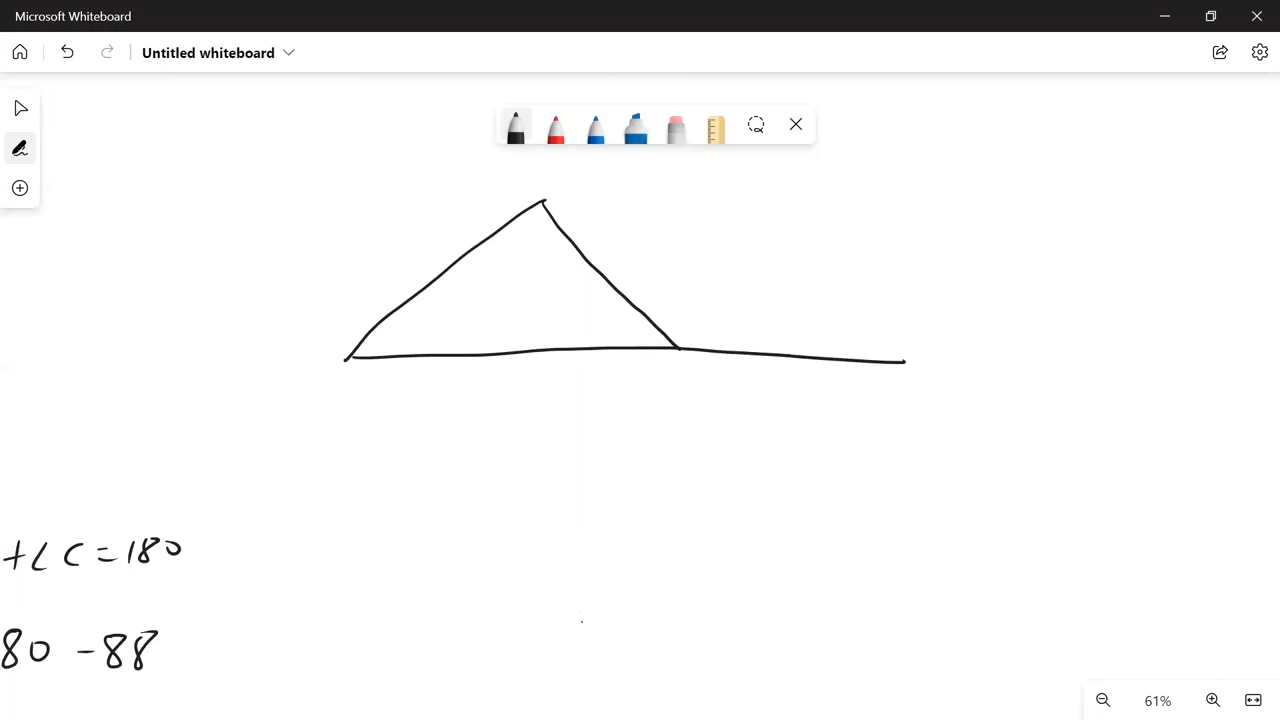 Microsoft Whiteboard
Untitled whiteboard
+∠ C = 180
80 - 88
61%